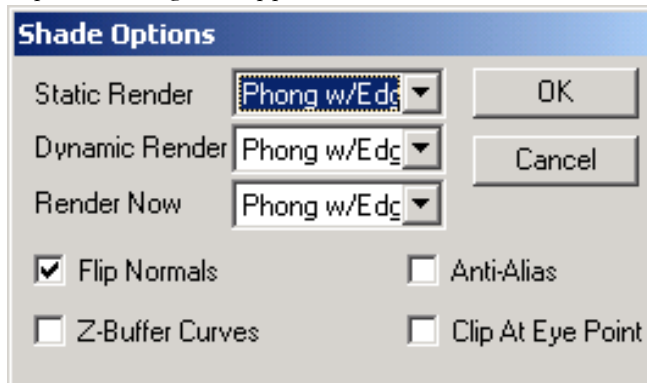 Shade Options
Static Render Phong w/Edg OK
Dynamic Render Phong w/Edg Cancel
Render Now Phong w/Edg
Flip Normals Anti-Alias
Z-Buffer Curves Clip At Eye Point